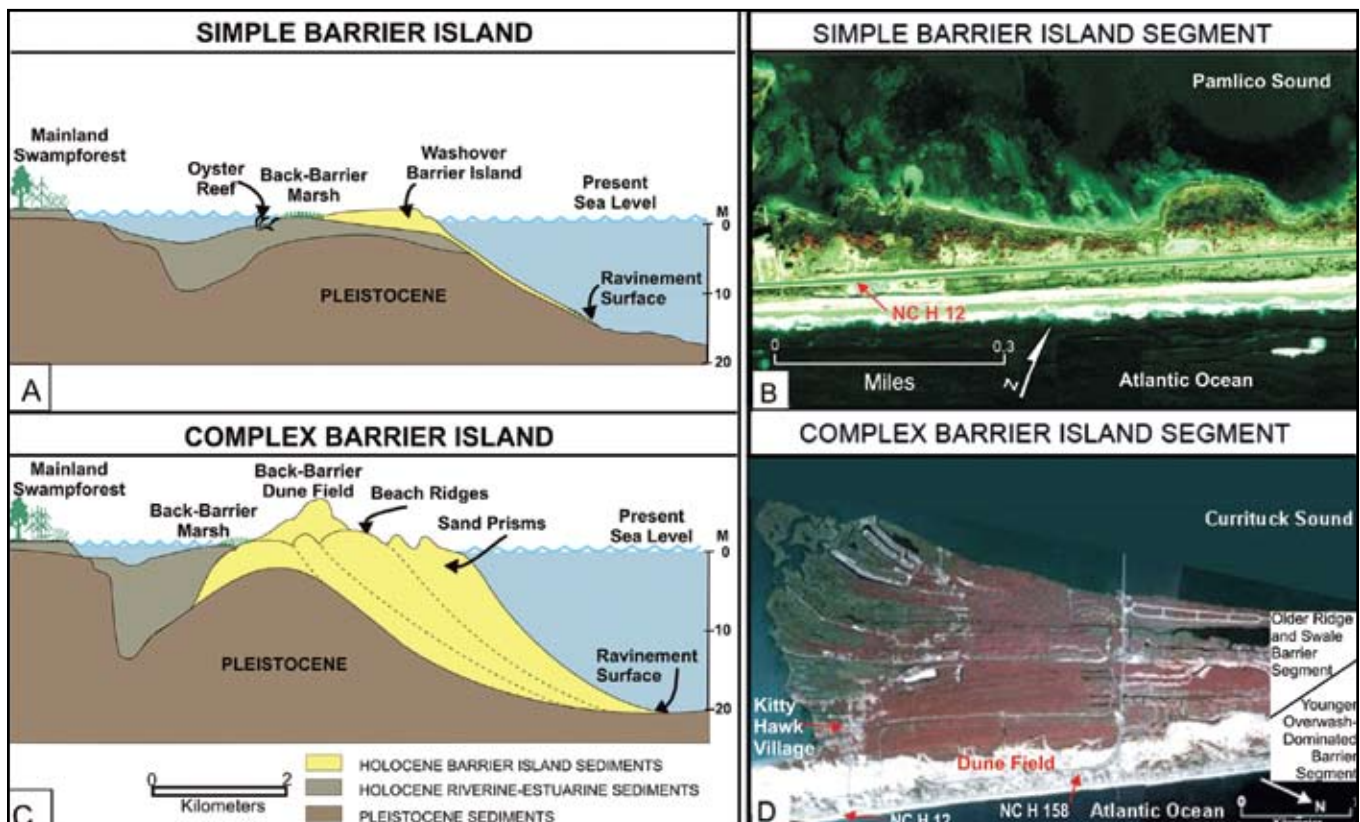 SIMPLE BARRIER ISLAND
Mainland
Swampforest
Oyster
Reef
Back-Barrier
Marsh
Washover
Barrier Island
Present
Sea Level
M
0
10
20
PLEISTOCENE
Ravinement
Surface
A
SIMPLE BARRIER ISLAND SEGMENT
Pamlico Sound
NC H 12
0
0.3
Miles
N
Atlantic Ocean
B
COMPLEX BARRIER ISLAND
Mainland
Swampforest
Back-Barrier
Marsh
Back-Barrier
Dune Field
Beach Ridges
Sand Prisms
Present
Sea Level
M
0
10
20
PLEISTOCENE
Ravinement
Surface
0
2
Kilometers
HOLOCENE BARRIER ISLAND SEDIMENTS
HOLOCENE RIVERINE-ESTUARINE SEDIMENTS
PLEISTOCENE SEDIMENTS
C
COMPLEX BARRIER ISLAND SEGMENT
Currituck Sound
Older Ridge
and Swale
Barrier
Segment
Younger
Overwash-
Dominated
Barrier
Segment
Kitty
Hawk
Village
Dune Field
NC H 12
NC H 158
Atlantic Ocean
N
0
D